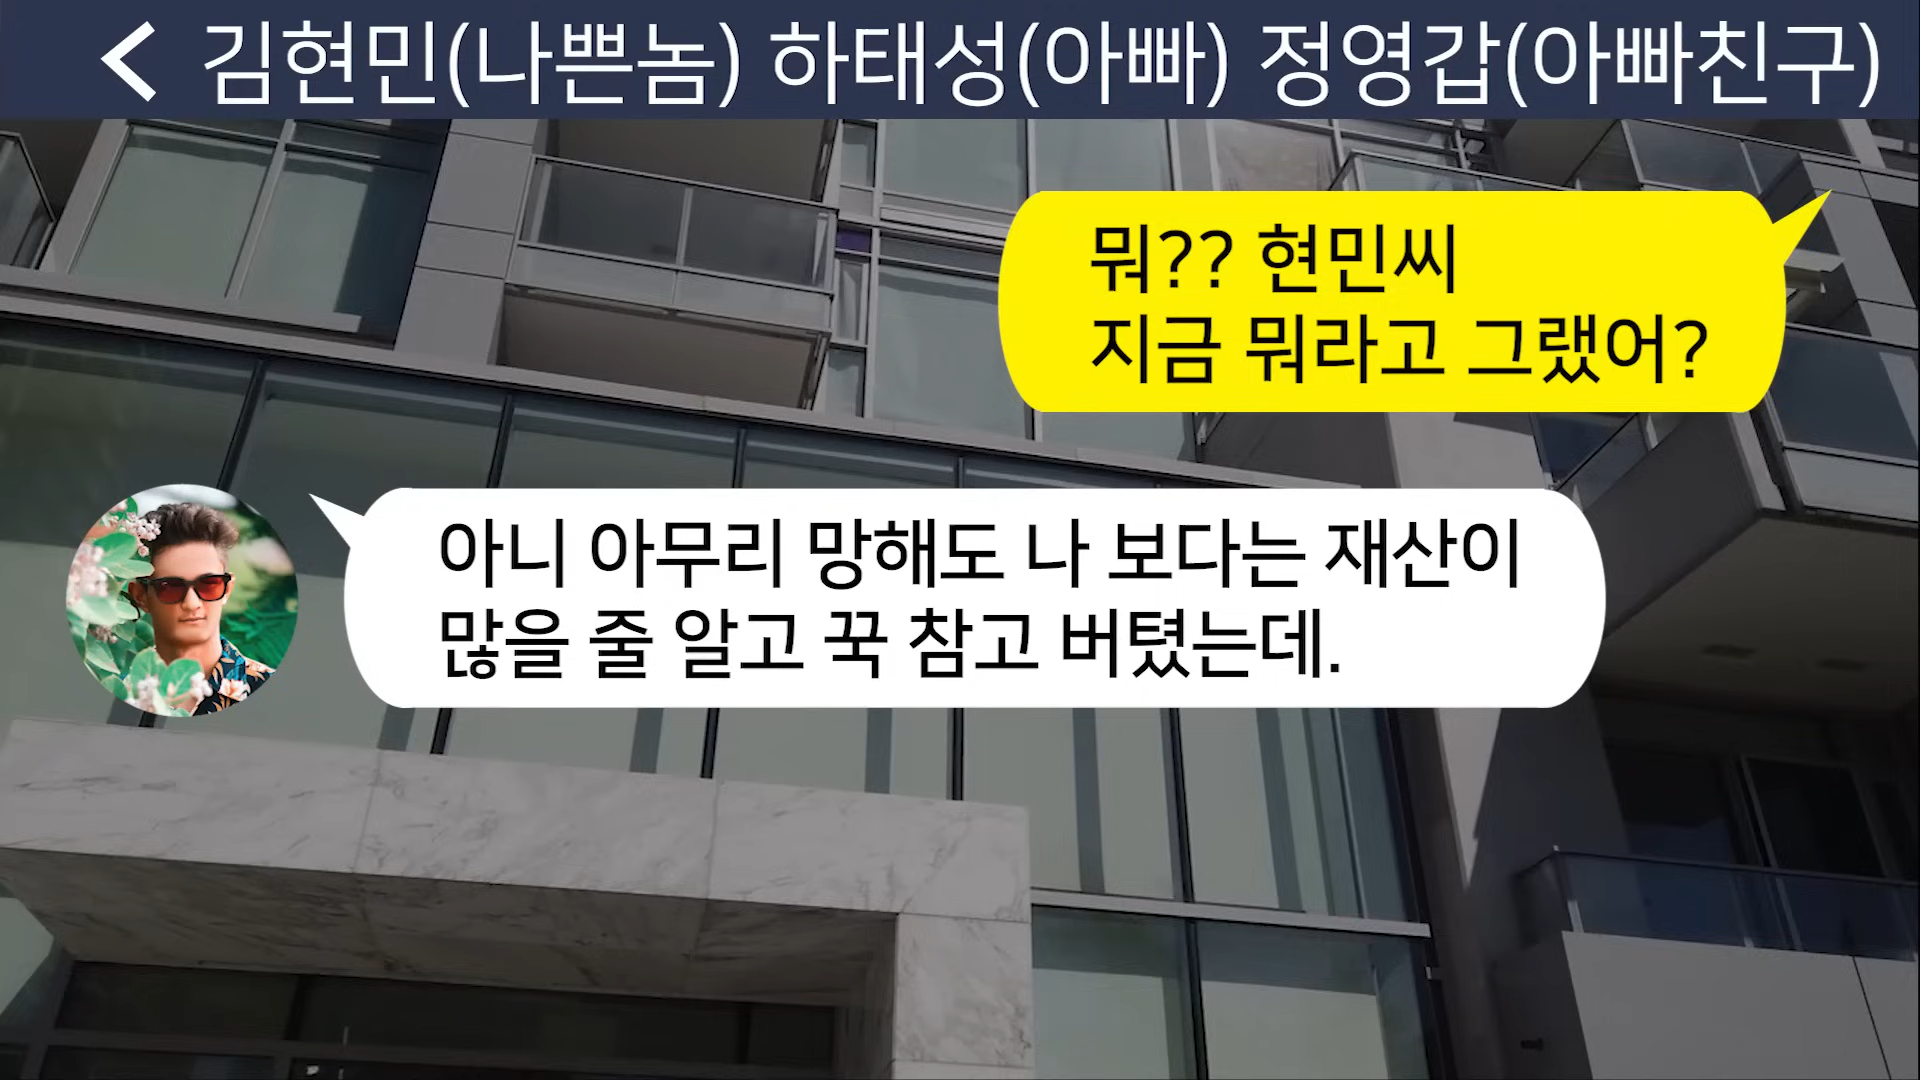 김현민(나쁜놈) 하태성(아빠) 정영갑(아빠친구)
뭐?? 현민씨
지금 뭐라고 그랬어?
아니 아무리 망해도 나 보다는 재산이
많을 줄 알고 꾹 참고 버텼는데.